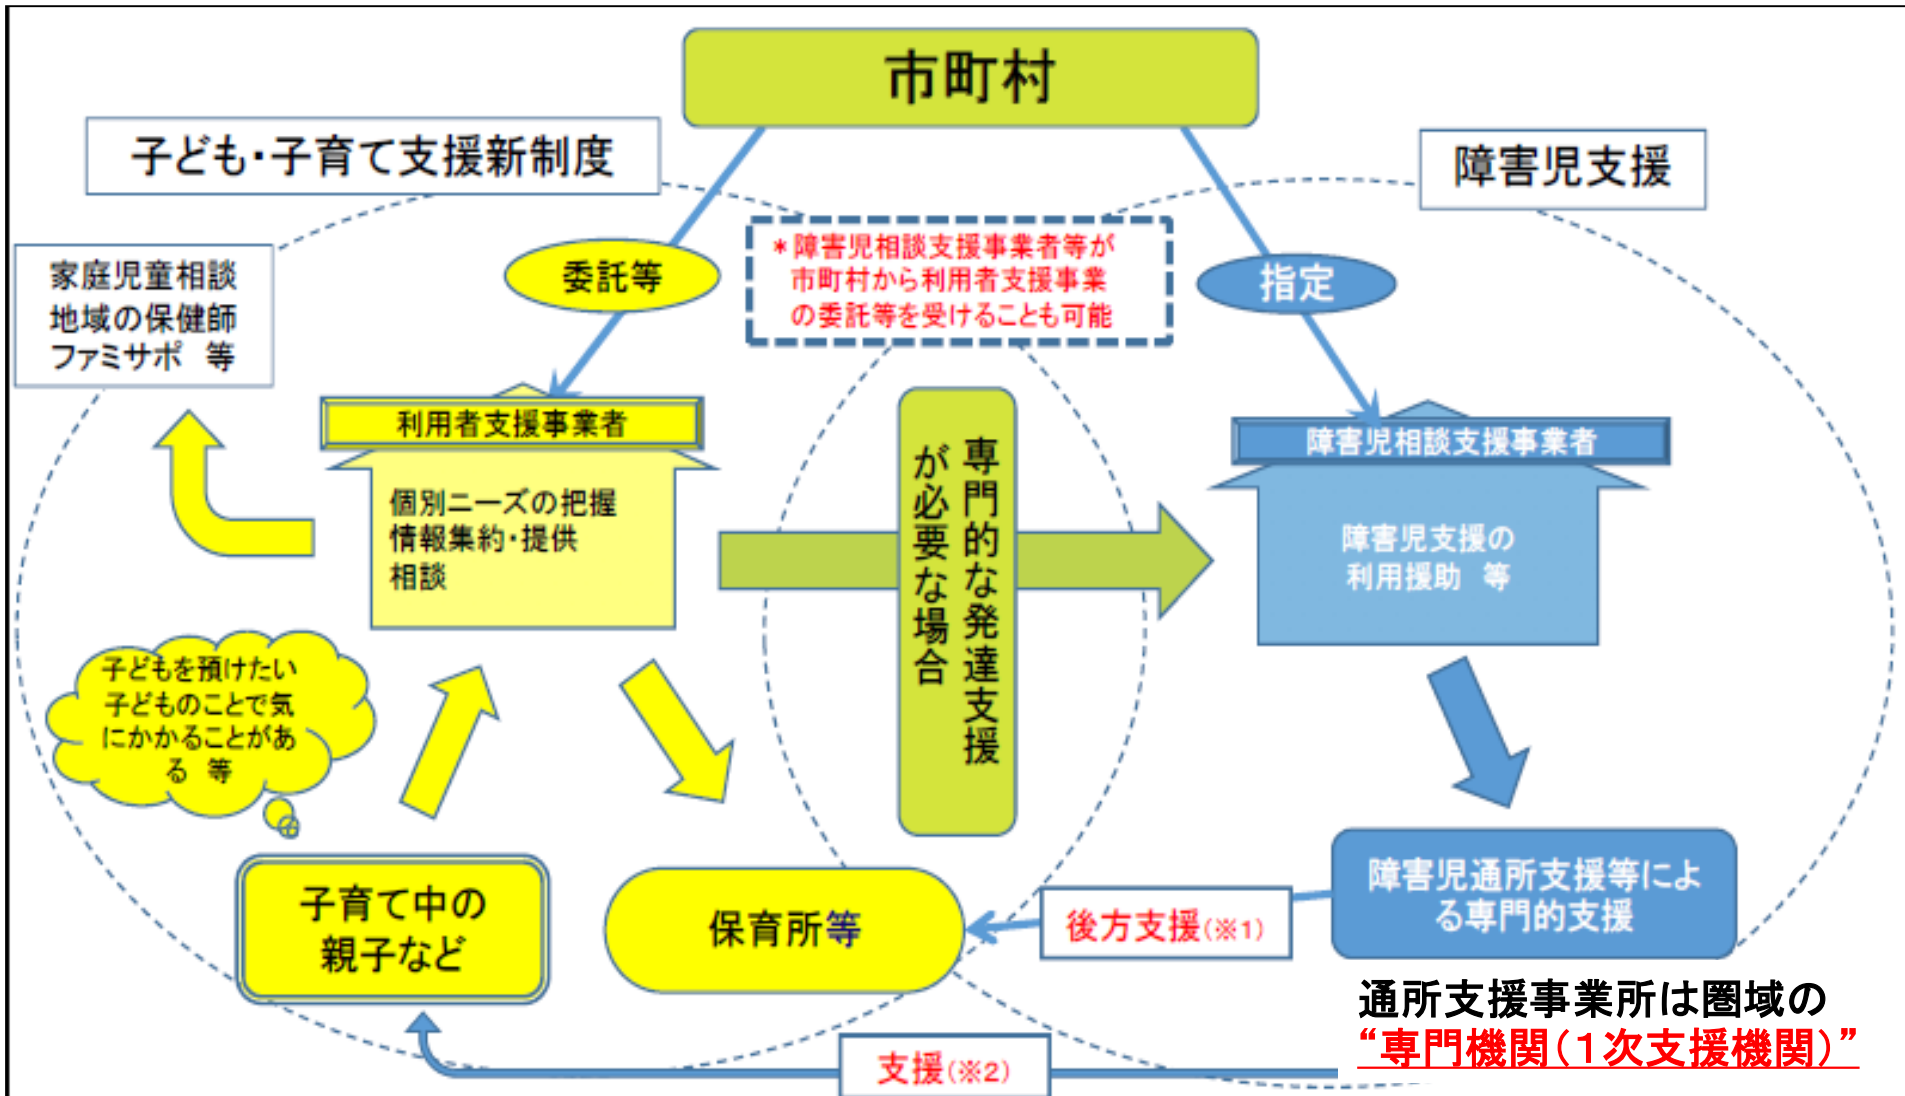 市町村
子ども・子育て支援新制度
障害児支援
家庭児童相談
地域の保健師
ファミサポ 等
委託等
*障害児相談支援事業者等が
市町村から利用者支援事業
の委託等を受けることも可能
指定
利用者支援事業者
個別ニーズの把握
情報集約・提供
相談
専門的な発達支援
が必要な場合
障害児相談支援事業者
障害児支援の
利用援助 等
子どもを預けたい
子どものことで気
にかかることがあ
る 等
子育て中の
親子など
保育所等
後方支援(※1)
障害児通所支援等によ
る専門的支援
通所支援事業所は圏域の
“専門機関(1次支援機関)”
支援(※2)